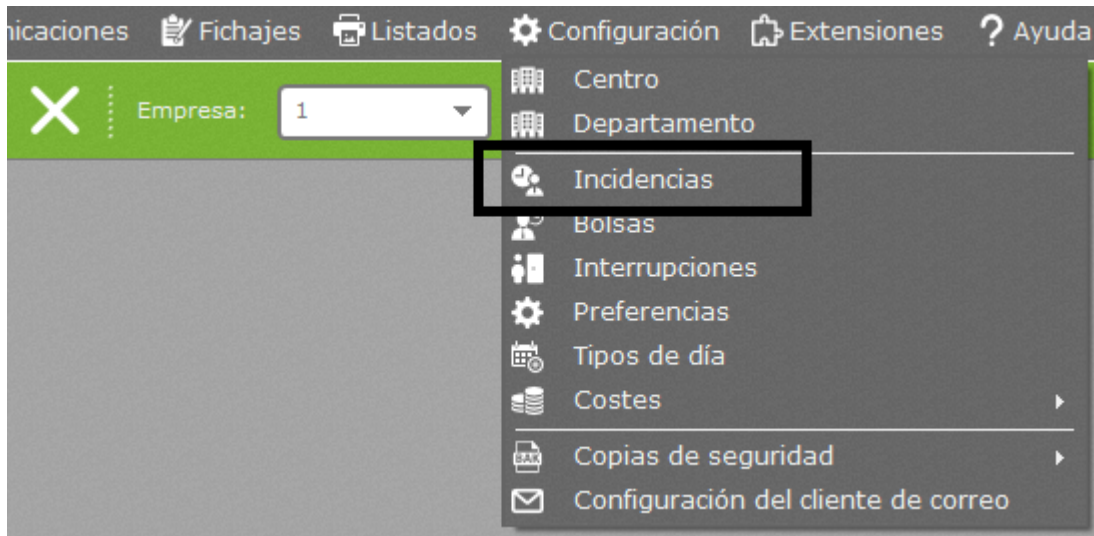 Fichajes Listados Configuración Extensiones ? Ayuda
Empresa: 1
Centro
Departamento
Incidencias
Bolsas
Interrupciones
Preferencias
Tipos de día
Costes
Copias de seguridad
Configuración del cliente de correo